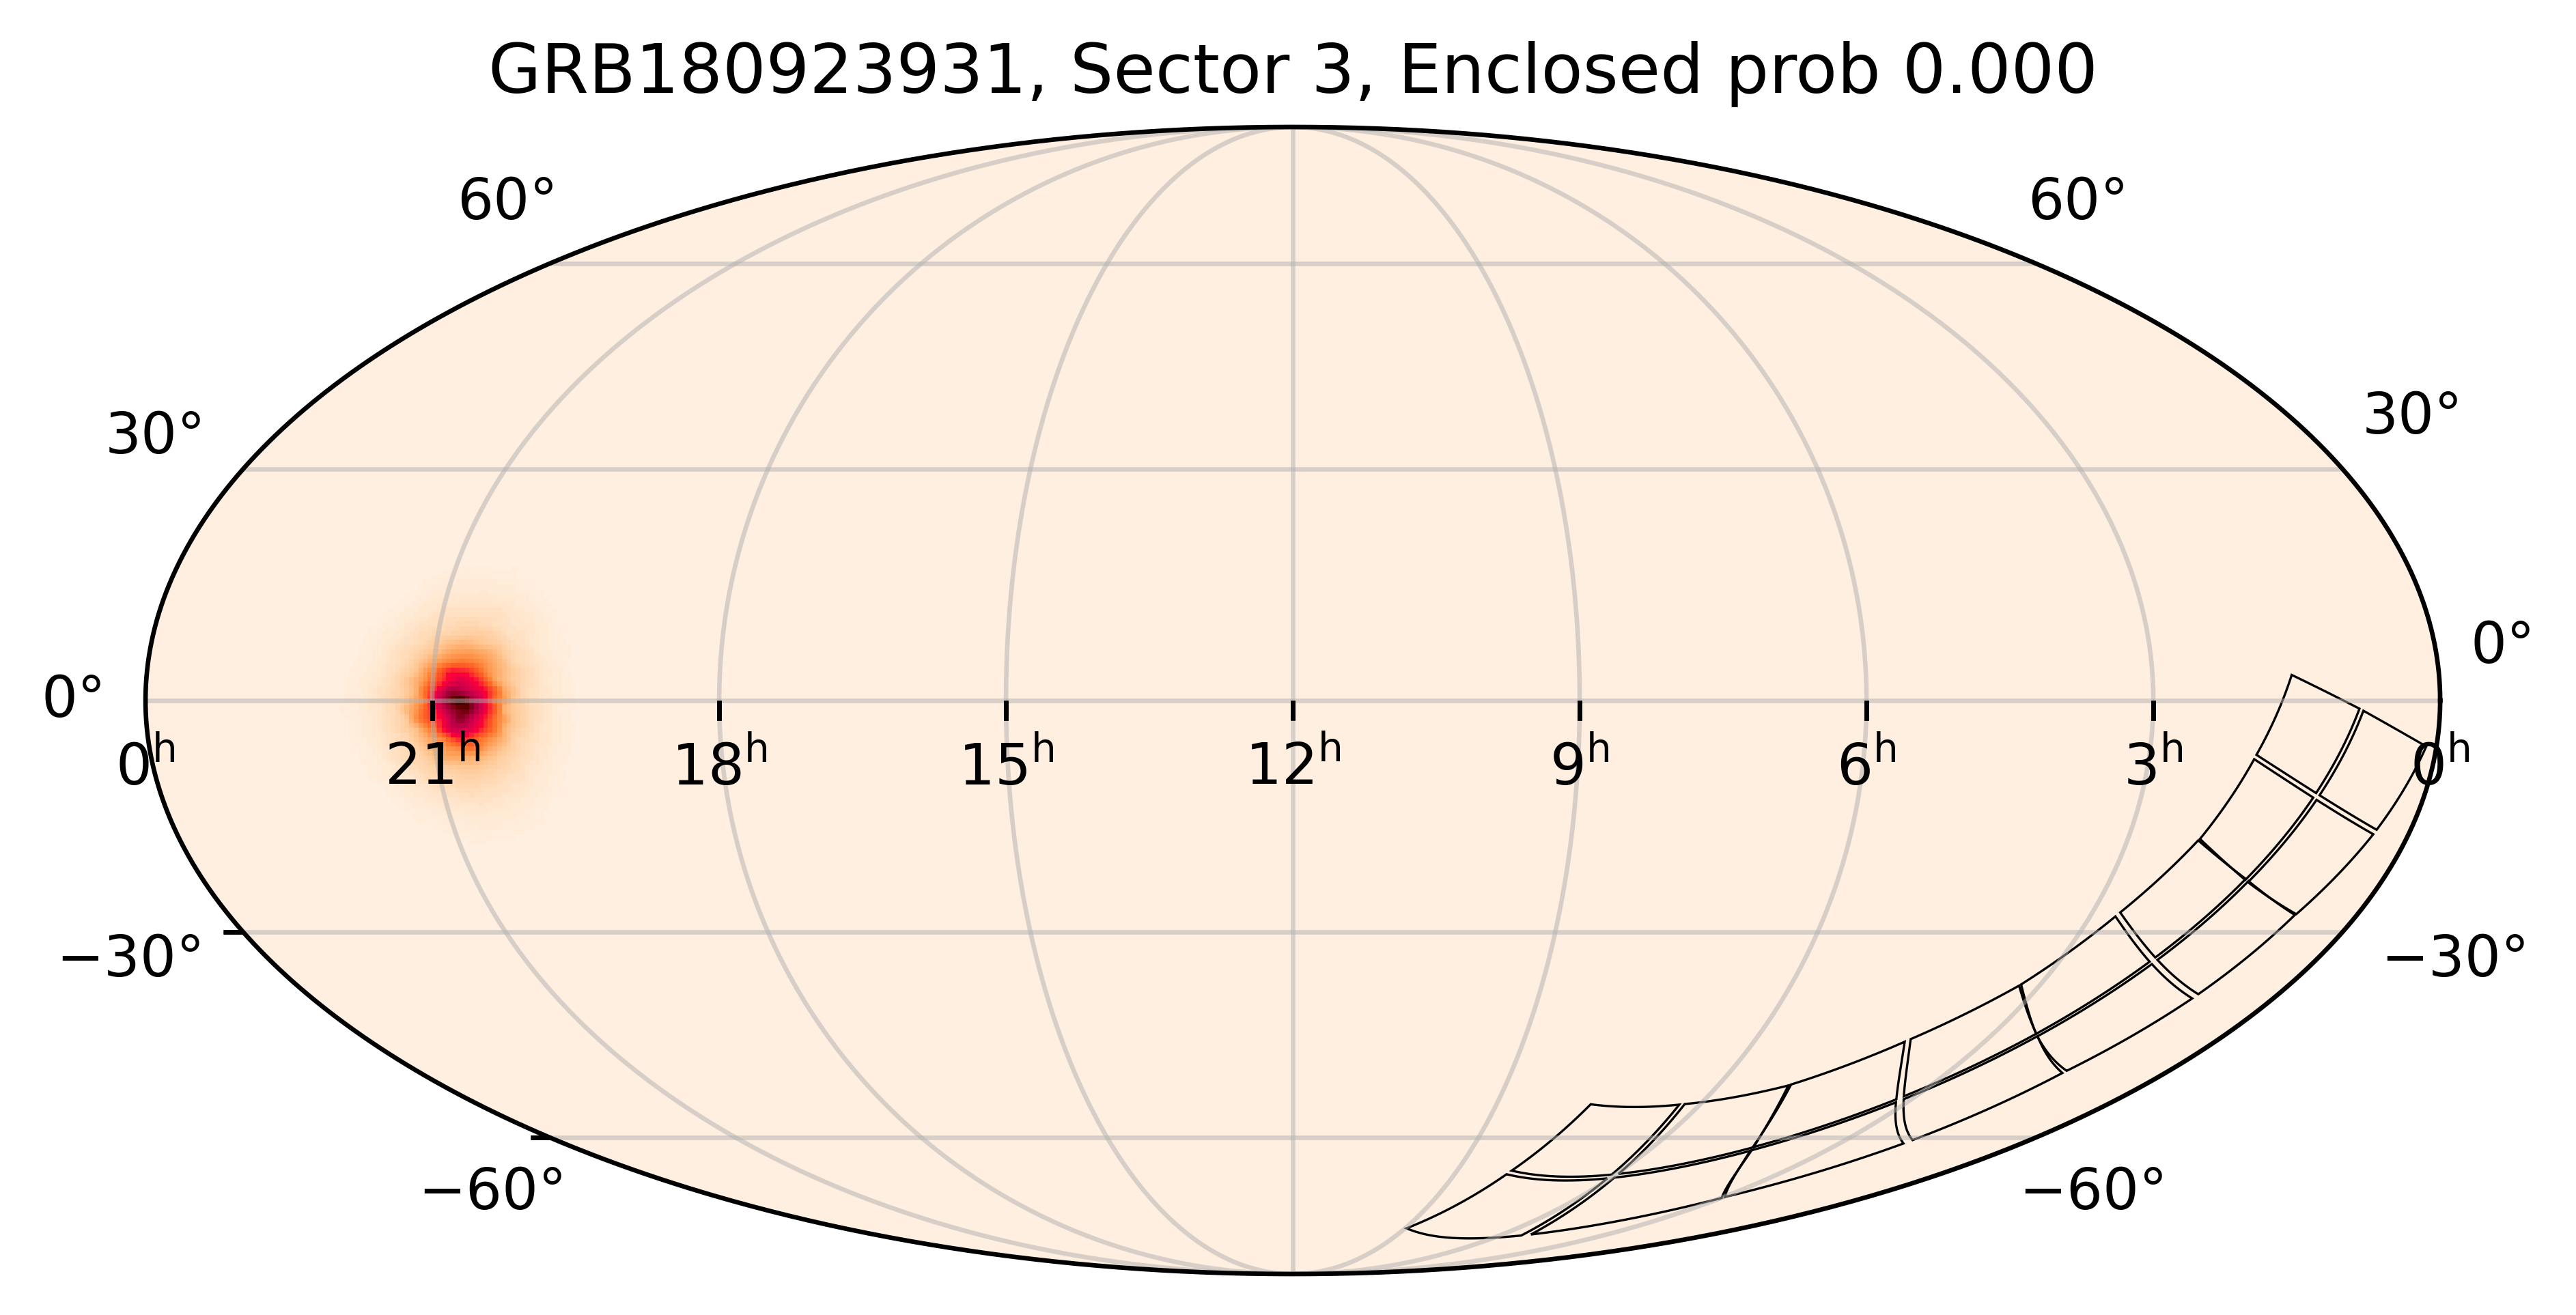 GRB180923931, Sector 3, Enclosed prob 0.000
60° 60°
30° 30°
0° 0°
0ʰ 21ʰ 18ʰ 15ʰ 12ʰ 9ʰ 6ʰ 3ʰ 0ʰ
−30° −30°
−60° −60°